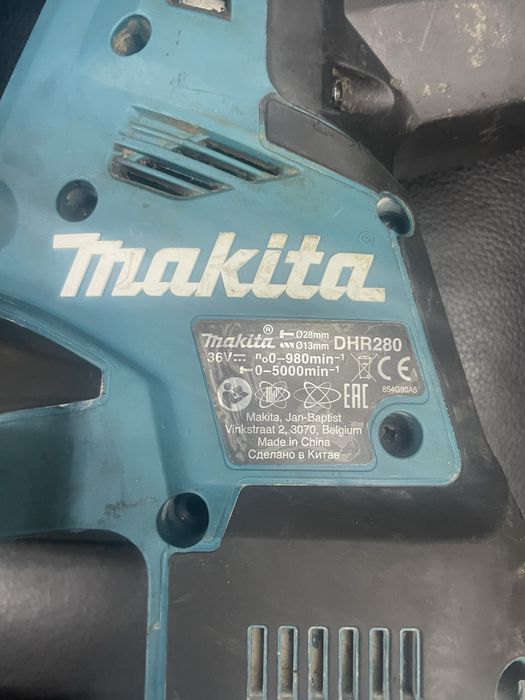 makita ®
makita ® Ø28mm DHR280
Ø13mm
36V n₀0-980min⁻¹
0-5000min⁻¹ CE
854G90A5
EAC
Makita, Jan-Baptist
Vinkstraat 2, 3070, Belgium
Made in China
Сделано в Китае